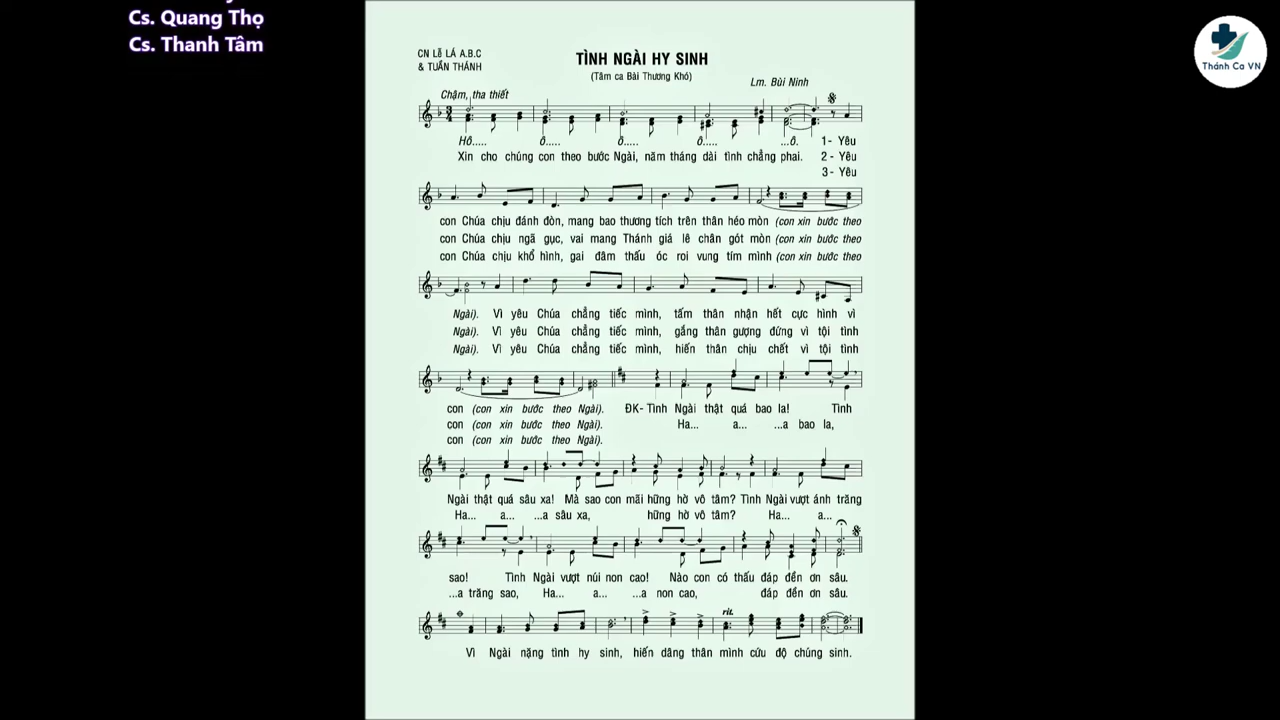 Cs. Quang Thọ
Cs. Thanh Tâm
Thánh Ca VN
CN LỄ LÁ A.B.C
& TUẦN THÁNH
TÌNH NGÀI HY SINH
(Tâm ca Bài Thương Khó)
Lm. Bùi Ninh
Chậm, tha thiết
Hô..... ô..... ô..... ô..... ...ô. 1- Yêu
Xin cho chúng con theo bước Ngài, năm tháng dài tình chẳng phai. 2- Yêu
3- Yêu
con Chúa chịu đánh đòn, mang bao thương tích trên thân héo mòn (con xin bước theo
con Chúa chịu ngã gục, vai mang Thánh giá lê chân gót mòn (con xin bước theo
con Chúa chịu khổ hình, gai đâm thấu óc roi vung tím mình (con xin bước theo
Ngài). Vì yêu Chúa chẳng tiếc mình, tấm thân nhận hết cực hình vì
Ngài). Vì yêu Chúa chẳng tiếc mình, gắng thân gượng đứng vì tội tình
Ngài). Vì yêu Chúa chẳng tiếc mình, hiến thân chịu chết vì tội tình
con (con xin bước theo Ngài). ĐK- Tình Ngài thật quá bao la! Tình
con (con xin bước theo Ngài). Ha... a... ...a bao la,
con (con xin bước theo Ngài).
Ngài thật quá sâu xa! Mà sao con mãi hững hờ vô tâm? Tình Ngài vượt ánh trăng
Ha... a... ...a sâu xa, hững hờ vô tâm? Ha... a...
sao! Tình Ngài vượt núi non cao! Nào con có thấu đáp đền ơn sâu.
...a trăng sao, Ha... a... ...a non cao, đáp đền ơn sâu.
rit.
Vì Ngài nặng tình hy sinh, hiến dâng thân mình cứu độ chúng sinh.